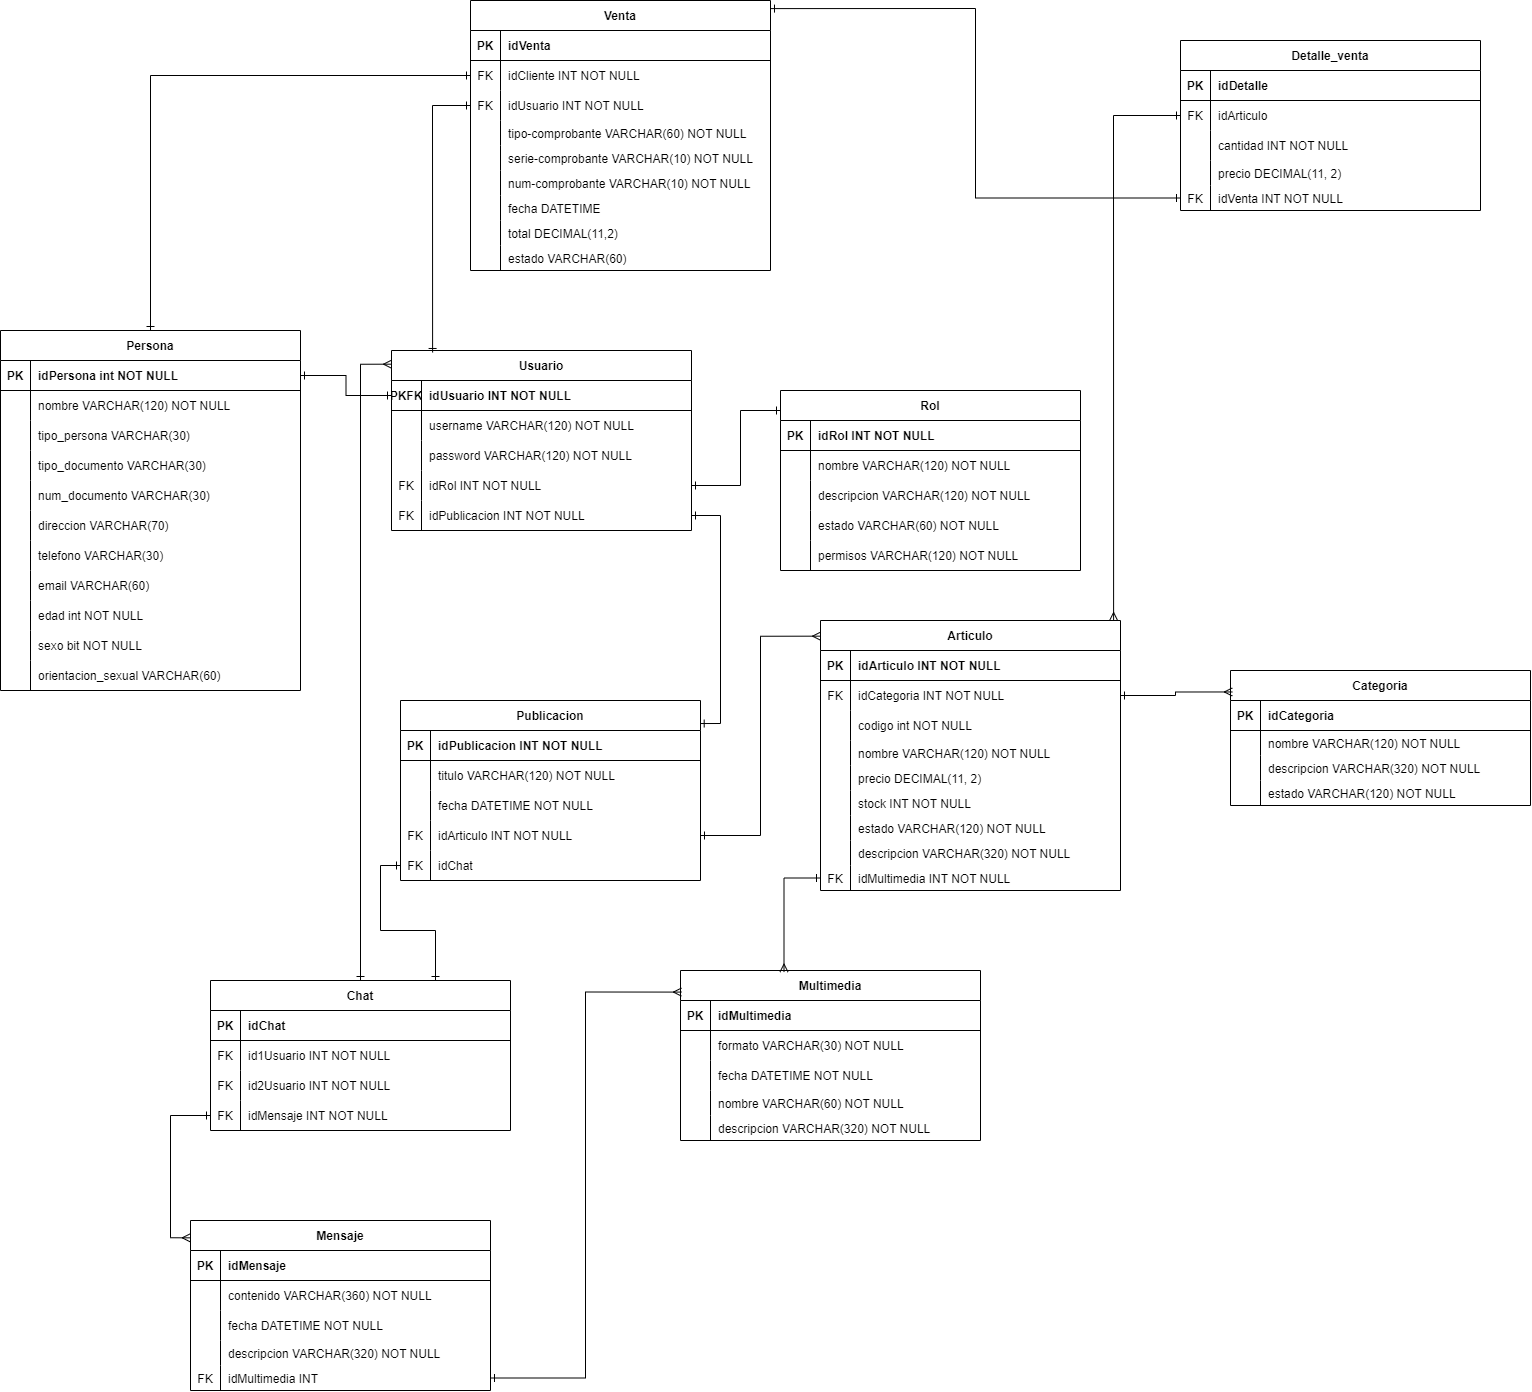 Venta
PK idVenta
FK idCliente INT NOT NULL
FK idUsuario INT NOT NULL
tipo-comprobante VARCHAR(60) NOT NULL
serie-comprobante VARCHAR(10) NOT NULL
num-comprobante VARCHAR(10) NOT NULL
fecha DATETIME
total DECIMAL(11,2)
estado VARCHAR(60)
Detalle_venta
PK idDetalle
FK idArticulo
cantidad INT NOT NULL
precio DECIMAL(11, 2)
FK idVenta INT NOT NULL
Persona
PK idPersona int NOT NULL
nombre VARCHAR(120) NOT NULL
tipo_persona VARCHAR(30)
tipo_documento VARCHAR(30)
num_documento VARCHAR(30)
direccion VARCHAR(70)
telefono VARCHAR(30)
email VARCHAR(60)
edad int NOT NULL
sexo bit NOT NULL
orientacion_sexual VARCHAR(60)
Usuario
PKFK idUsuario INT NOT NULL
username VARCHAR(120) NOT NULL
password VARCHAR(120) NOT NULL
FK idRol INT NOT NULL
FK idPublicacion INT NOT NULL
Rol
PK idRol INT NOT NULL
nombre VARCHAR(120) NOT NULL
descripcion VARCHAR(120) NOT NULL
estado VARCHAR(60) NOT NULL
permisos VARCHAR(120) NOT NULL
Articulo
PK idArticulo INT NOT NULL
FK idCategoria INT NOT NULL
codigo int NOT NULL
nombre VARCHAR(120) NOT NULL
precio DECIMAL(11, 2)
stock INT NOT NULL
estado VARCHAR(120) NOT NULL
descripcion VARCHAR(320) NOT NULL
FK idMultimedia INT NOT NULL
Categoria
PK idCategoria
nombre VARCHAR(120) NOT NULL
descripcion VARCHAR(320) NOT NULL
estado VARCHAR(120) NOT NULL
Publicacion
PK idPublicacion INT NOT NULL
titulo VARCHAR(120) NOT NULL
fecha DATETIME NOT NULL
FK idArticulo INT NOT NULL
FK idChat
Chat
PK idChat
FK id1Usuario INT NOT NULL
FK id2Usuario INT NOT NULL
FK idMensaje INT NOT NULL
Multimedia
PK idMultimedia
formato VARCHAR(30) NOT NULL
fecha DATETIME NOT NULL
nombre VARCHAR(60) NOT NULL
descripcion VARCHAR(320) NOT NULL
Mensaje
PK idMensaje
contenido VARCHAR(360) NOT NULL
fecha DATETIME NOT NULL
descripcion VARCHAR(320) NOT NULL
FK idMultimedia INT